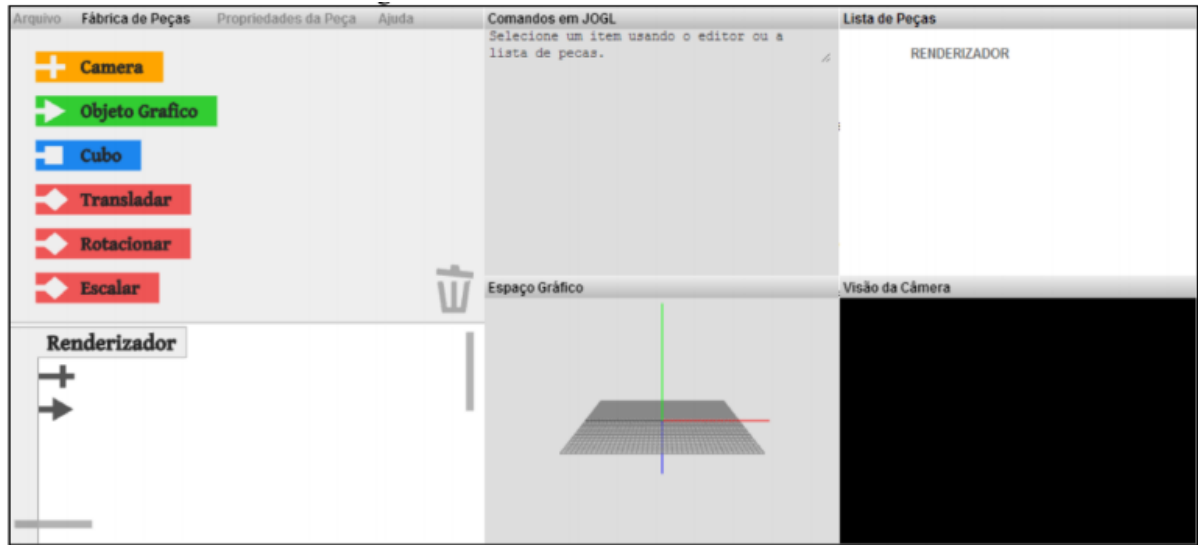 Arquivo Fábrica de Peças Propriedades da Peça Ajuda
Camera
Objeto Grafico
Cubo
Transladar
Rotacionar
Escalar
Renderizador
Comandos em JOGL
Selecione um item usando o editor ou a
lista de pecas.
Espaço Gráfico
Lista de Peças
RENDERIZADOR
Visão da Câmera